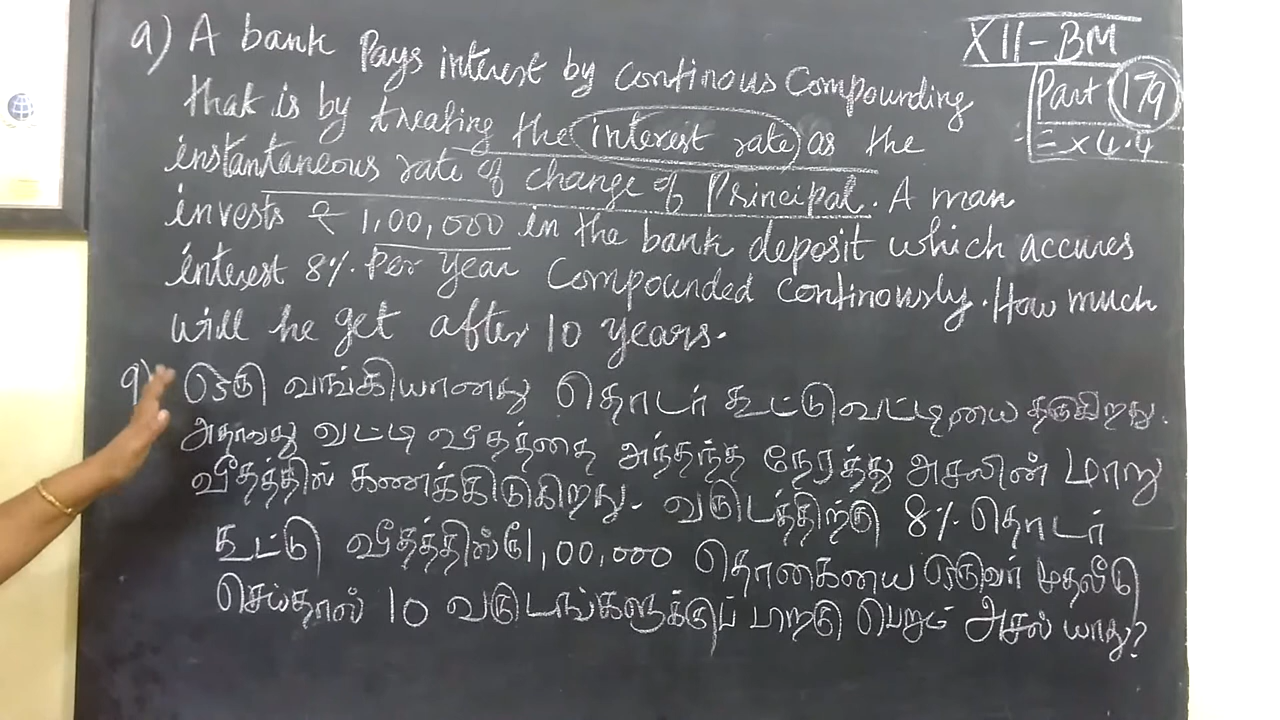 a) A bank Pays interest by continous Compounding
that is by treating the interest rate as the
instantaneous rate of change of Principal. A man
invests ₹ 1,00,000 in the bank deposit which accures
interest 8%. Per year Compounded continously. How much
will he get after 10 years.
XII-BM
Part 179
Ex 4.4
9) ஒரு வங்கியானது தொடர் கூட்டு வட்டியை தருகிறது.
அதாவது வட்டி வீதத்தை அந்தந்த நேரத்து அசலின் மாறு
வீதத்தில் கணக்கிடுகிறது. வருடத்திற்கு 8%. தொடர்
கூட்டு வீதத்தில் ரூ1,00,000 தொகையை ஒருவர் முதலீடு
செய்தால் 10 வருடங்களுக்குப் பிறகு பெறும் அசல் யாது?